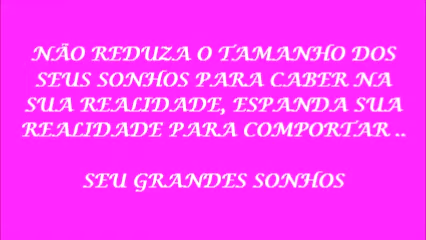 NÃO REDUZA O TAMANHO DOS
SEUS SONHOS PARA CABER NA
SUA REALIDADE, ESPANDA SUA
REALIDADE PARA COMPORTAR ..
SEU GRANDES SONHOS